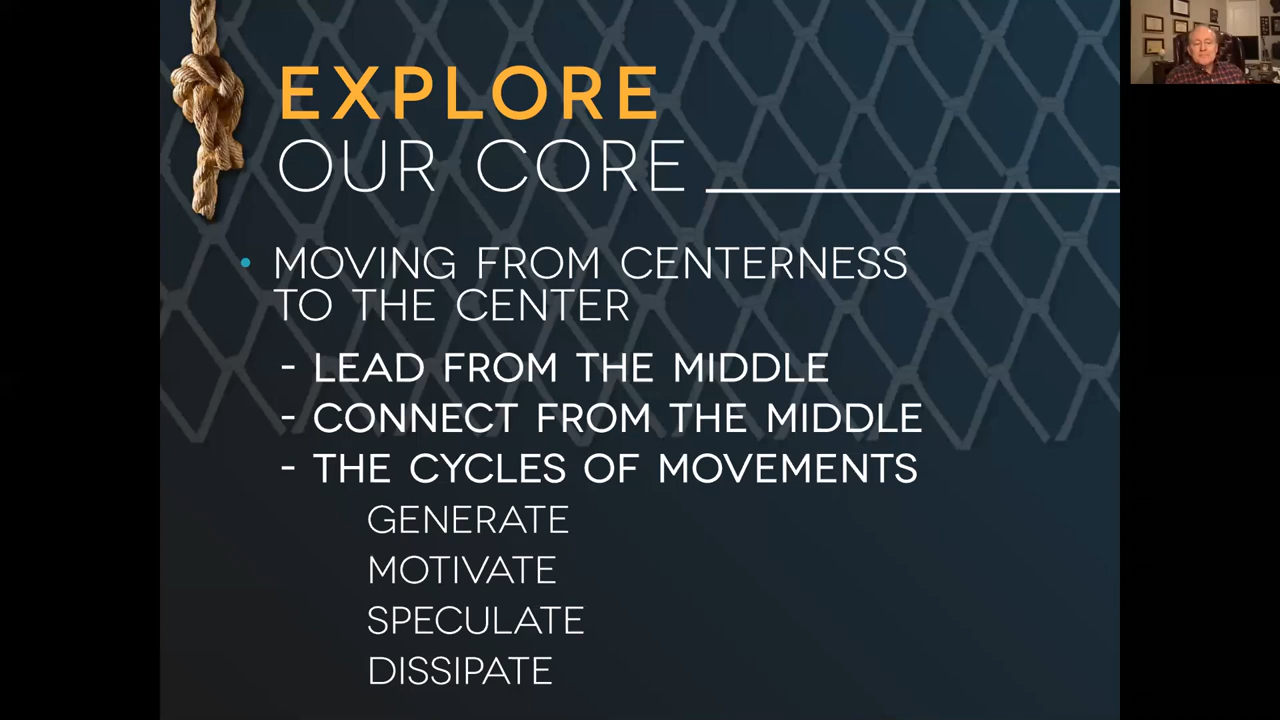 EXPLORE
OUR CORE
• MOVING FROM CENTERNESS
TO THE CENTER
- LEAD FROM THE MIDDLE
- CONNECT FROM THE MIDDLE
- THE CYCLES OF MOVEMENTS
GENERATE
MOTIVATE
SPECULATE
DISSIPATE